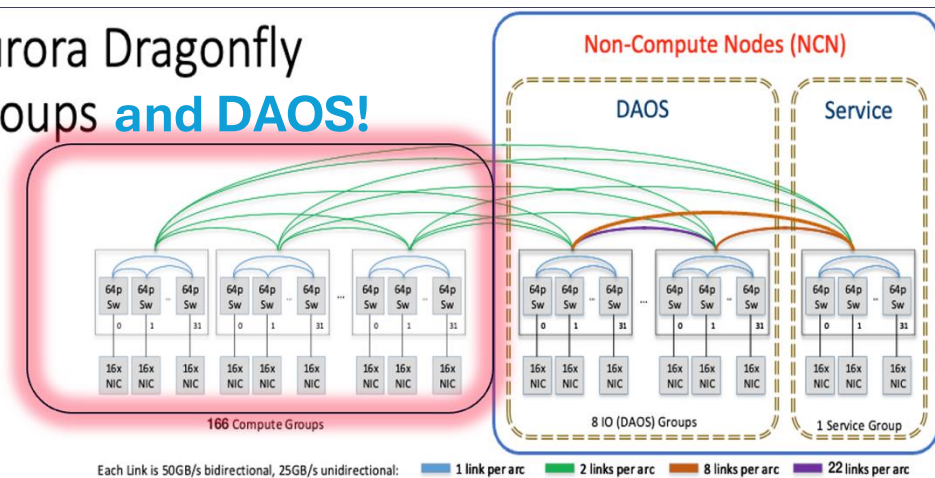 urora Dragonfly
oups and DAOS!
Non-Compute Nodes (NCN)
DAOS
Service
64p Sw 64p Sw ... 64p Sw
0 1 31
16x NIC 16x NIC 16x NIC
64p Sw 64p Sw ... 64p Sw
0 1 31
16x NIC 16x NIC 16x NIC
...
64p Sw 64p Sw ... 64p Sw
0 1 31
16x NIC 16x NIC 16x NIC
166 Compute Groups
64p Sw 64p Sw ... 64p Sw
0 1 31
16x NIC 16x NIC 16x NIC
...
64p Sw 64p Sw ... 64p Sw
0 1 31
16x NIC 16x NIC 16x NIC
8 IO (DAOS) Groups
64p Sw 64p Sw ... 64p Sw
0 1 31
16x NIC 16x NIC 16x NIC
1 Service Group
Each Link is 50GB/s bidirectional, 25GB/s unidirectional: 1 link per arc 2 links per arc 8 links per arc 22 links per arc